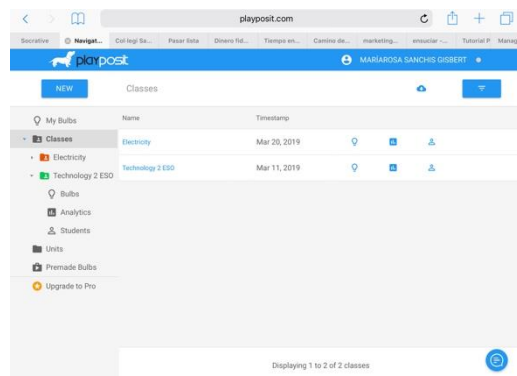 playposit.com
Socrative
Navigat...
Col·legi Sa...
Pasar lista
Dinero fid...
Tiempo en...
Camino de...
marketing...
ensuciar -...
Tutorial P
Manag
playposit
MARÍAROSA SANCHIS GISBERT
NEW
Classes
My Bulbs
Name
Timestamp
Classes
Electricity
Mar 20, 2019
Electricity
Technology 2 ESO
Mar 11, 2019
Technology 2 ESO
Bulbs
Analytics
Students
Units
Premade Bulbs
Upgrade to Pro
Displaying 1 to 2 of 2 classes